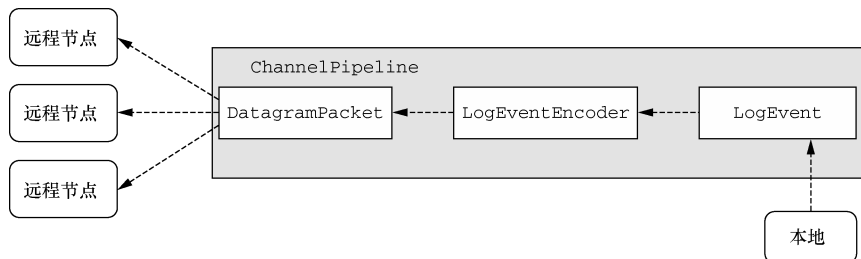 远程节点
ChannelPipeline
远程节点
DatagramPacket
LogEventEncoder
LogEvent
远程节点
本地